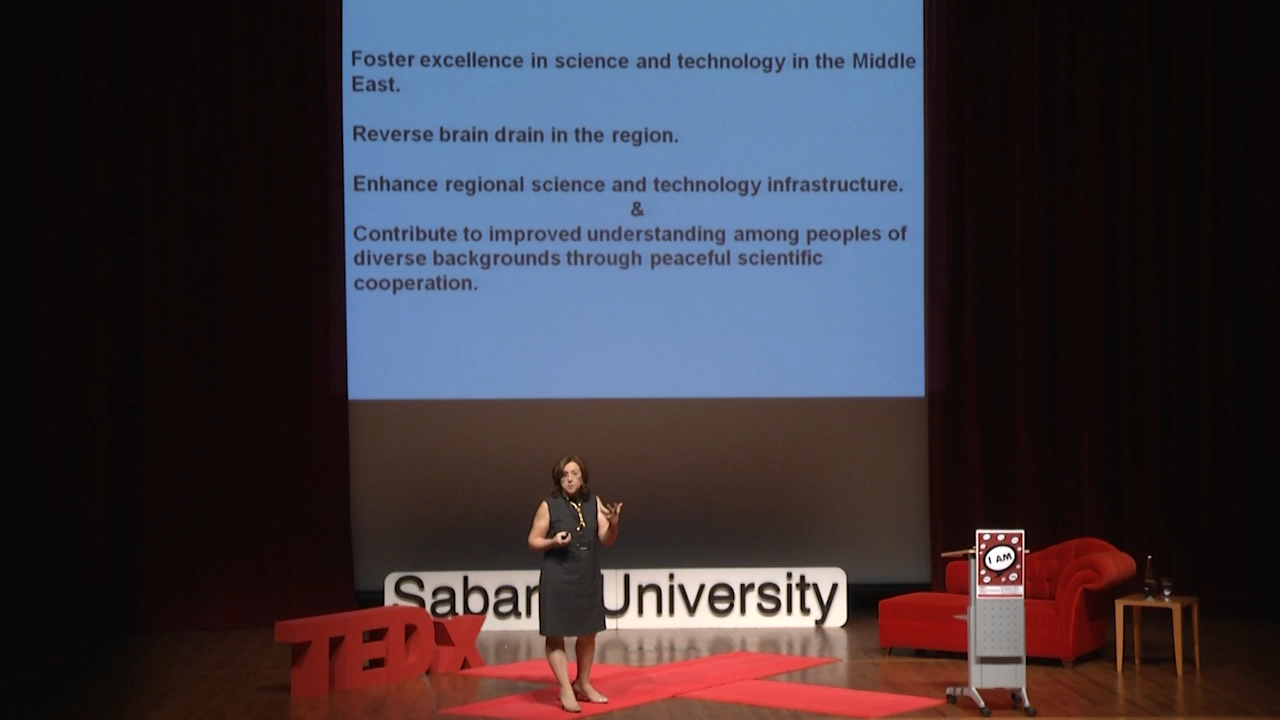 Foster excellence in science and technology in the Middle
East.
Reverse brain drain in the region.
Enhance regional science and technology infrastructure.
&
Contribute to improved understanding among peoples of
diverse backgrounds through peaceful scientific
cooperation.
I AM
Saban University
TEDx